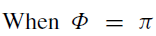 When Φ = π